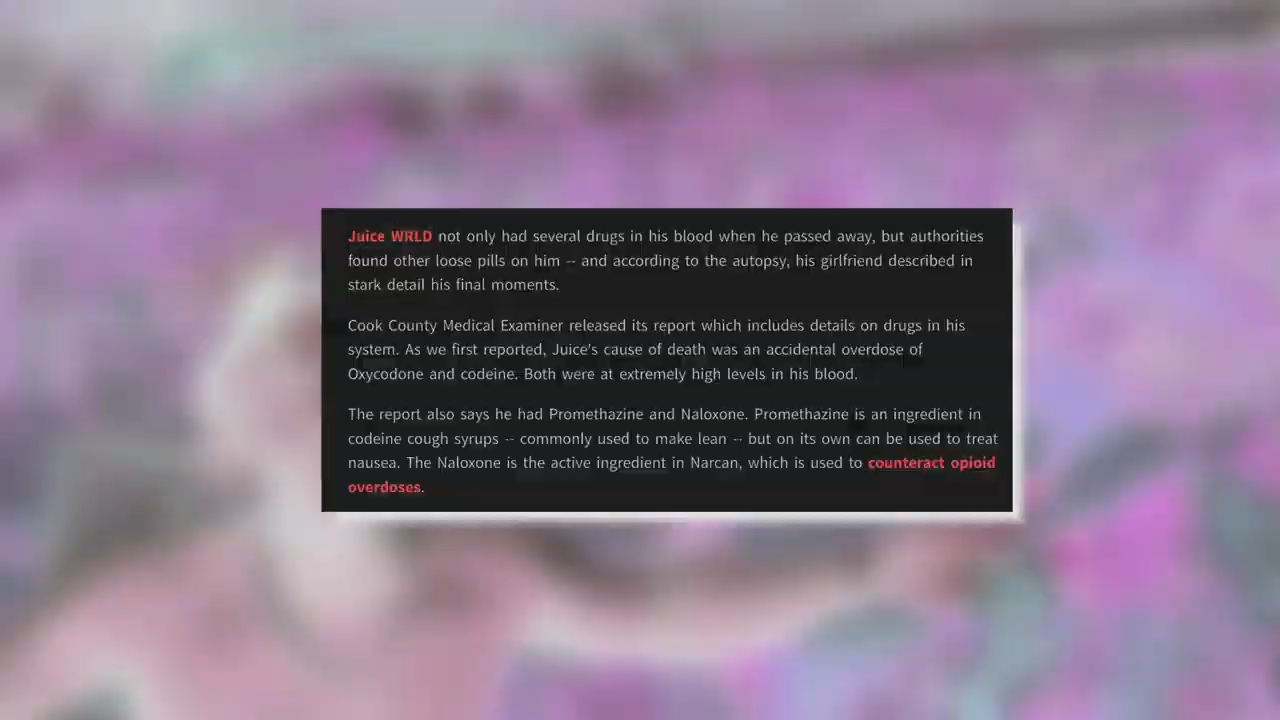 Juice WRLD not only had several drugs in his blood when he passed away, but authorities
found other loose pills on him -- and according to the autopsy, his girlfriend described in
stark detail his final moments.
Cook County Medical Examiner released its report which includes details on drugs in his
system. As we first reported, Juice's cause of death was an accidental overdose of
Oxycodone and codeine. Both were at extremely high levels in his blood.
The report also says he had Promethazine and Naloxone. Promethazine is an ingredient in
codeine cough syrups -- commonly used to make lean -- but on its own can be used to treat
nausea. The Naloxone is the active ingredient in Narcan, which is used to counteract opioid
overdoses.